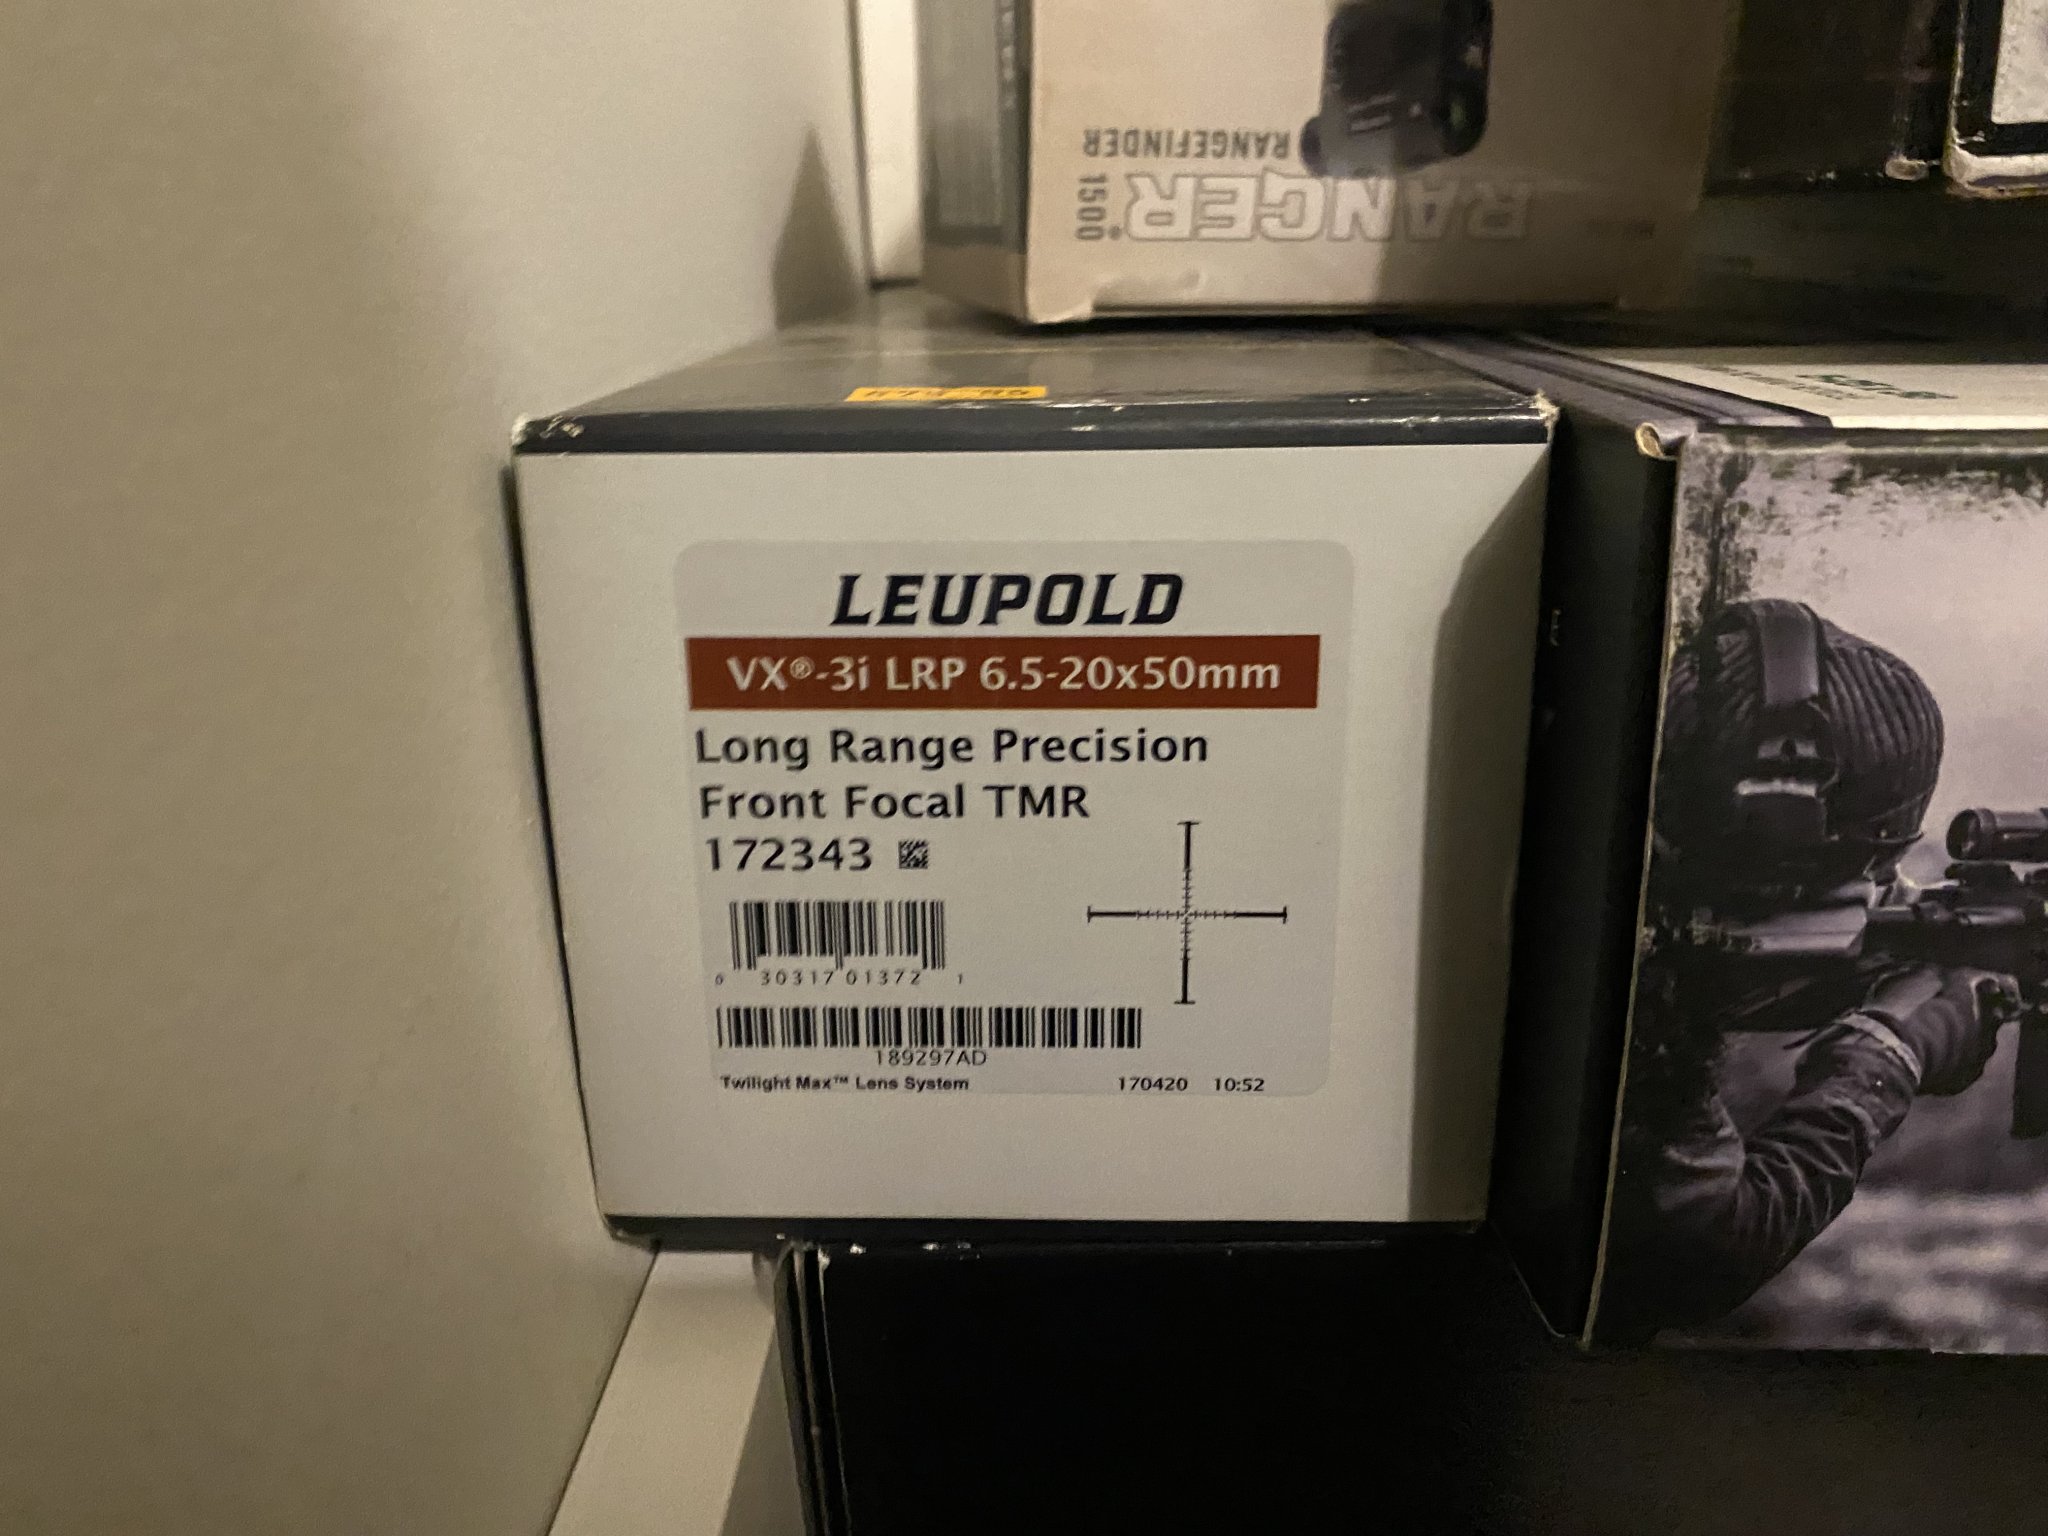 RANGER® 1500
RANGEFINDER
LEUPOLD
VX®-3i LRP 6.5-20x50mm
Long Range Precision
Front Focal TMR
172343
0 30317 01372 1
189297AD
Twilight Max™ Lens System 170420 10:52